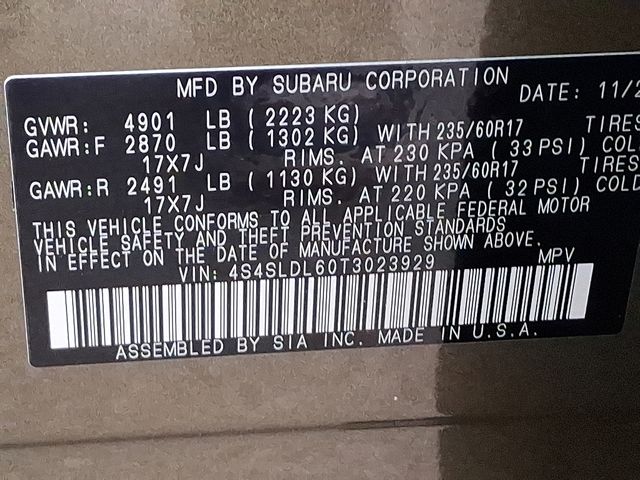 MFD BY SUBARU CORPORATION DATE: 11/2
GVWR: 4901 LB ( 2223 KG)
GAWR:F 2870 LB ( 1302 KG) WITH 235/60R17 TIRES
17X7J RIMS. AT 230 KPA ( 33 PSI) COL
GAWR:R 2491 LB ( 1130 KG) WITH 235/60R17 TIRES
17X7J RIMS. AT 220 KPA ( 32 PSI) COLD
THIS VEHICLE CONFORMS TO ALL APPLICABLE FEDERAL MOTOR
VEHICLE SAFETY AND THEFT PREVENTION STANDARDS
IN EFFECT ON THE DATE OF MANUFACTURE SHOWN ABOVE.
VIN: 4S4SLDL60T3023929 MPV
ASSEMBLED BY SIA INC. MADE IN U.S.A.